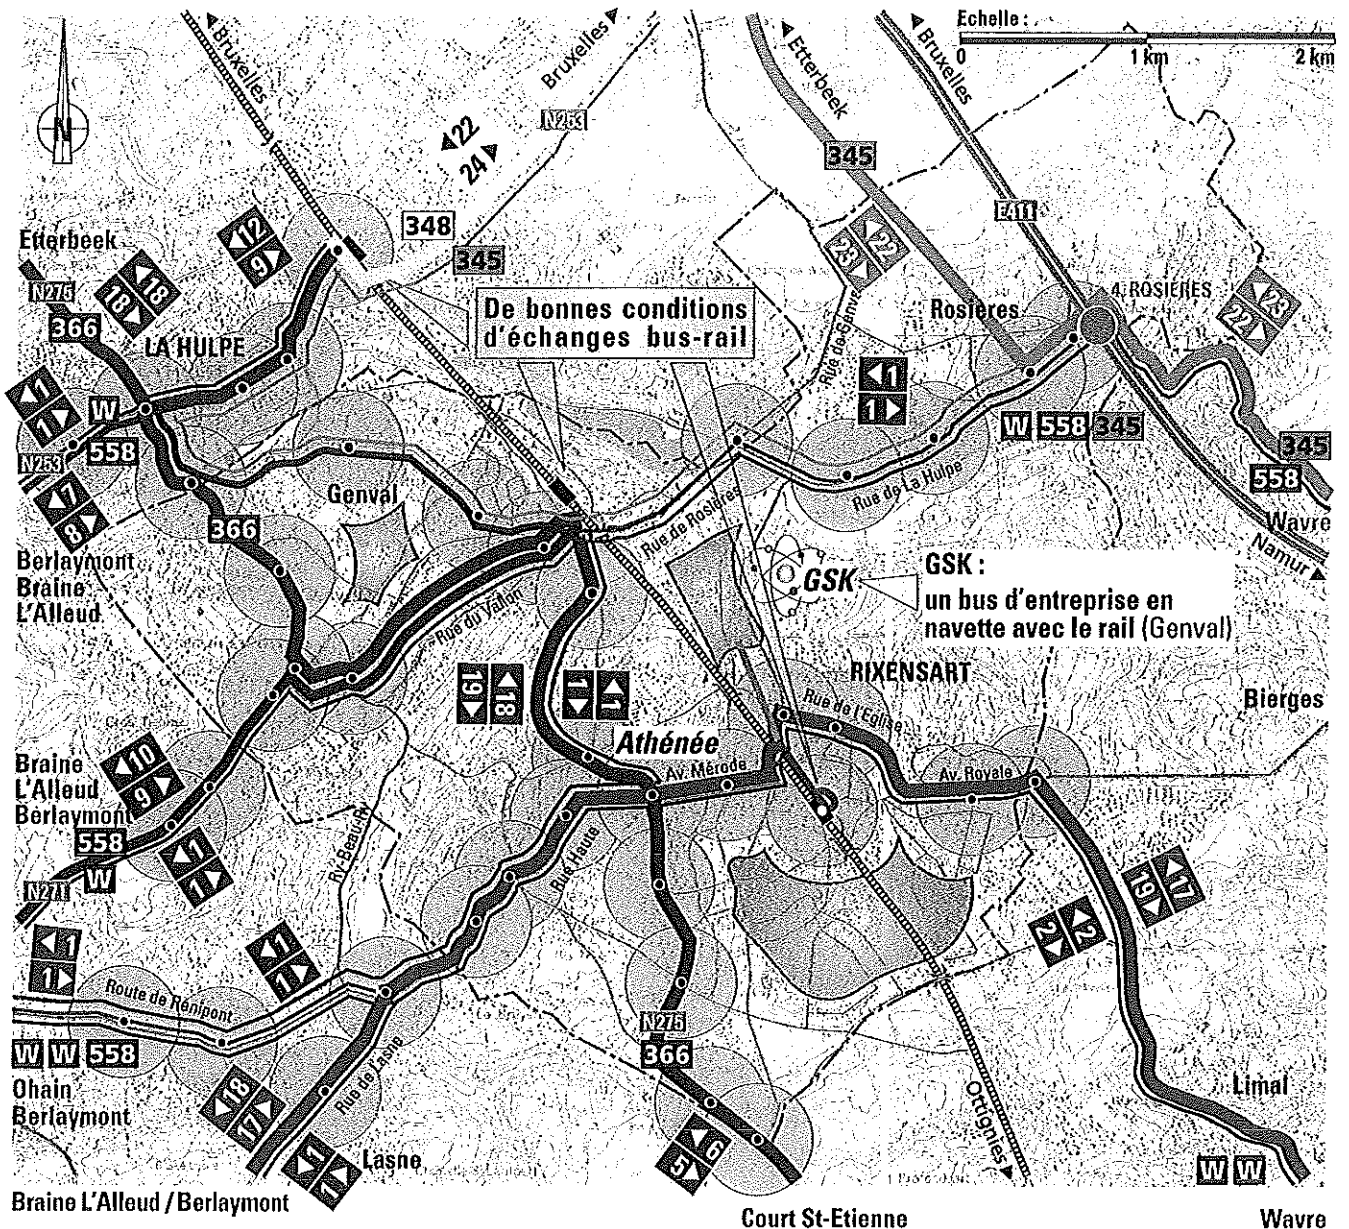 Echelle :
0 1 km 2 km
Bruxelles
Bruxelles
Etterbeek
Bruxelles
N
N253
22
24
345
E411
348
345
12
9
Etterbeek
N275
18
18
366
LA HULPE
De bonnes conditions
d'échanges bus-rail
22
23
Rosières
4 ROSIÈRES
23
22
1
1
W
558
N253
7
8
Genval
366
1
1
W 558 345
Rue de La Hulpe
Rue de Rosières
345
558
Wavre
Namur
Berlaymont
Braine
L'Alleud
Rue du Vallon
GSK
GSK :
un bus d'entreprise en
navette avec le rail (Genval)
RIXENSART
Bierges
19
18
1
1
Athénée
Av. Mérode
Rue de l'Eglise
Av. Royale
Braine
L'Alleud
Berlaymont
10
9
558
W
N271
1
1
Rue Haute
19
17
2
2
1
1
1
1
Route de Rénipont
W W 558
Ohain
Berlaymont
N275
366
18
17
Rue de Lasne
1
1
Lasne
5
6
Ottignies
Limal
W W
Braine L'Alleud / Berlaymont
Court St-Etienne
Wavre